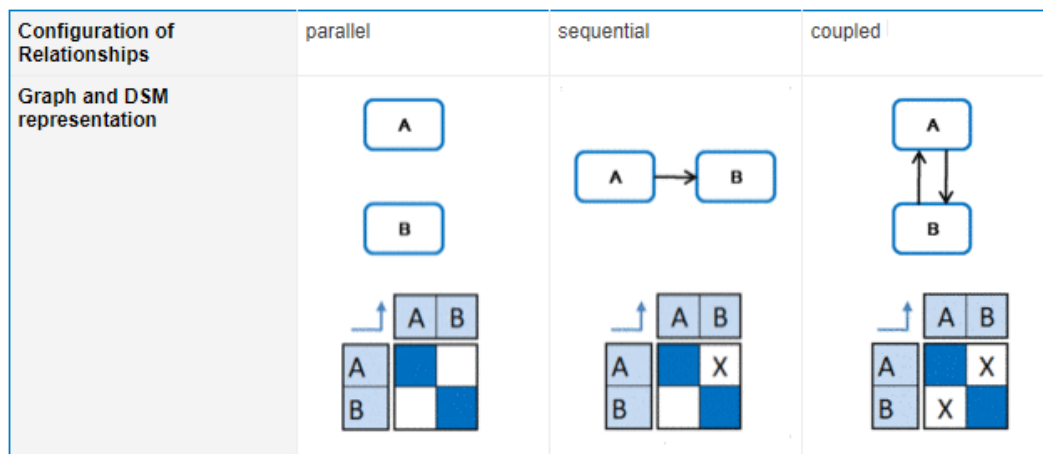 Configuration of
Relationships
parallel
sequential
coupled
Graph and DSM
representation
A
B
A B
A
B
A B
A B
A
X
B
A
B
A B
A
X
B
X